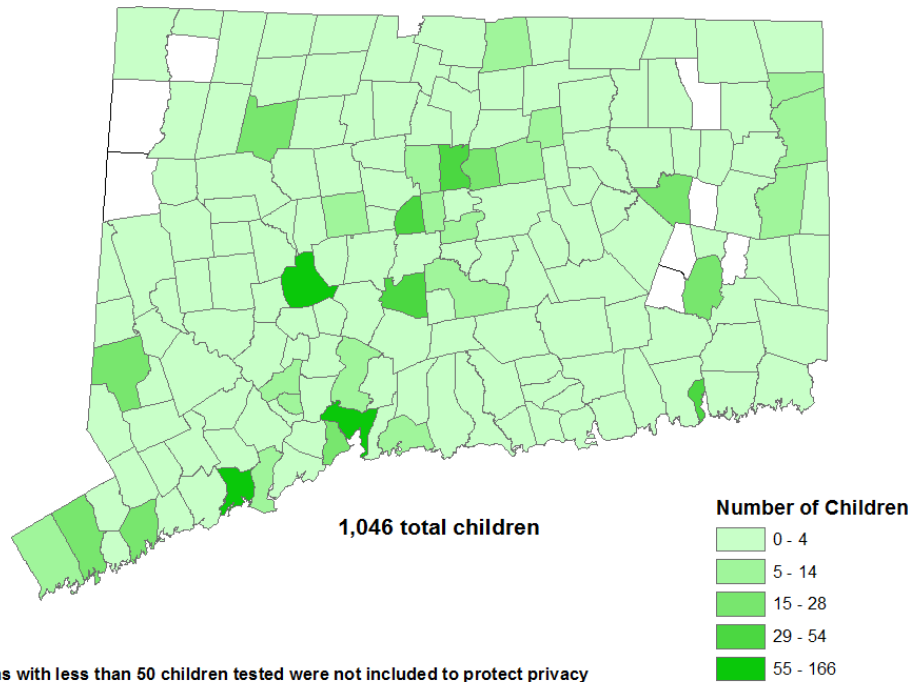 1,046 total children
Number of Children
0 - 4
5 - 14
15 - 28
29 - 54
55 - 166
with less than 50 children tested were not included to protect privacy